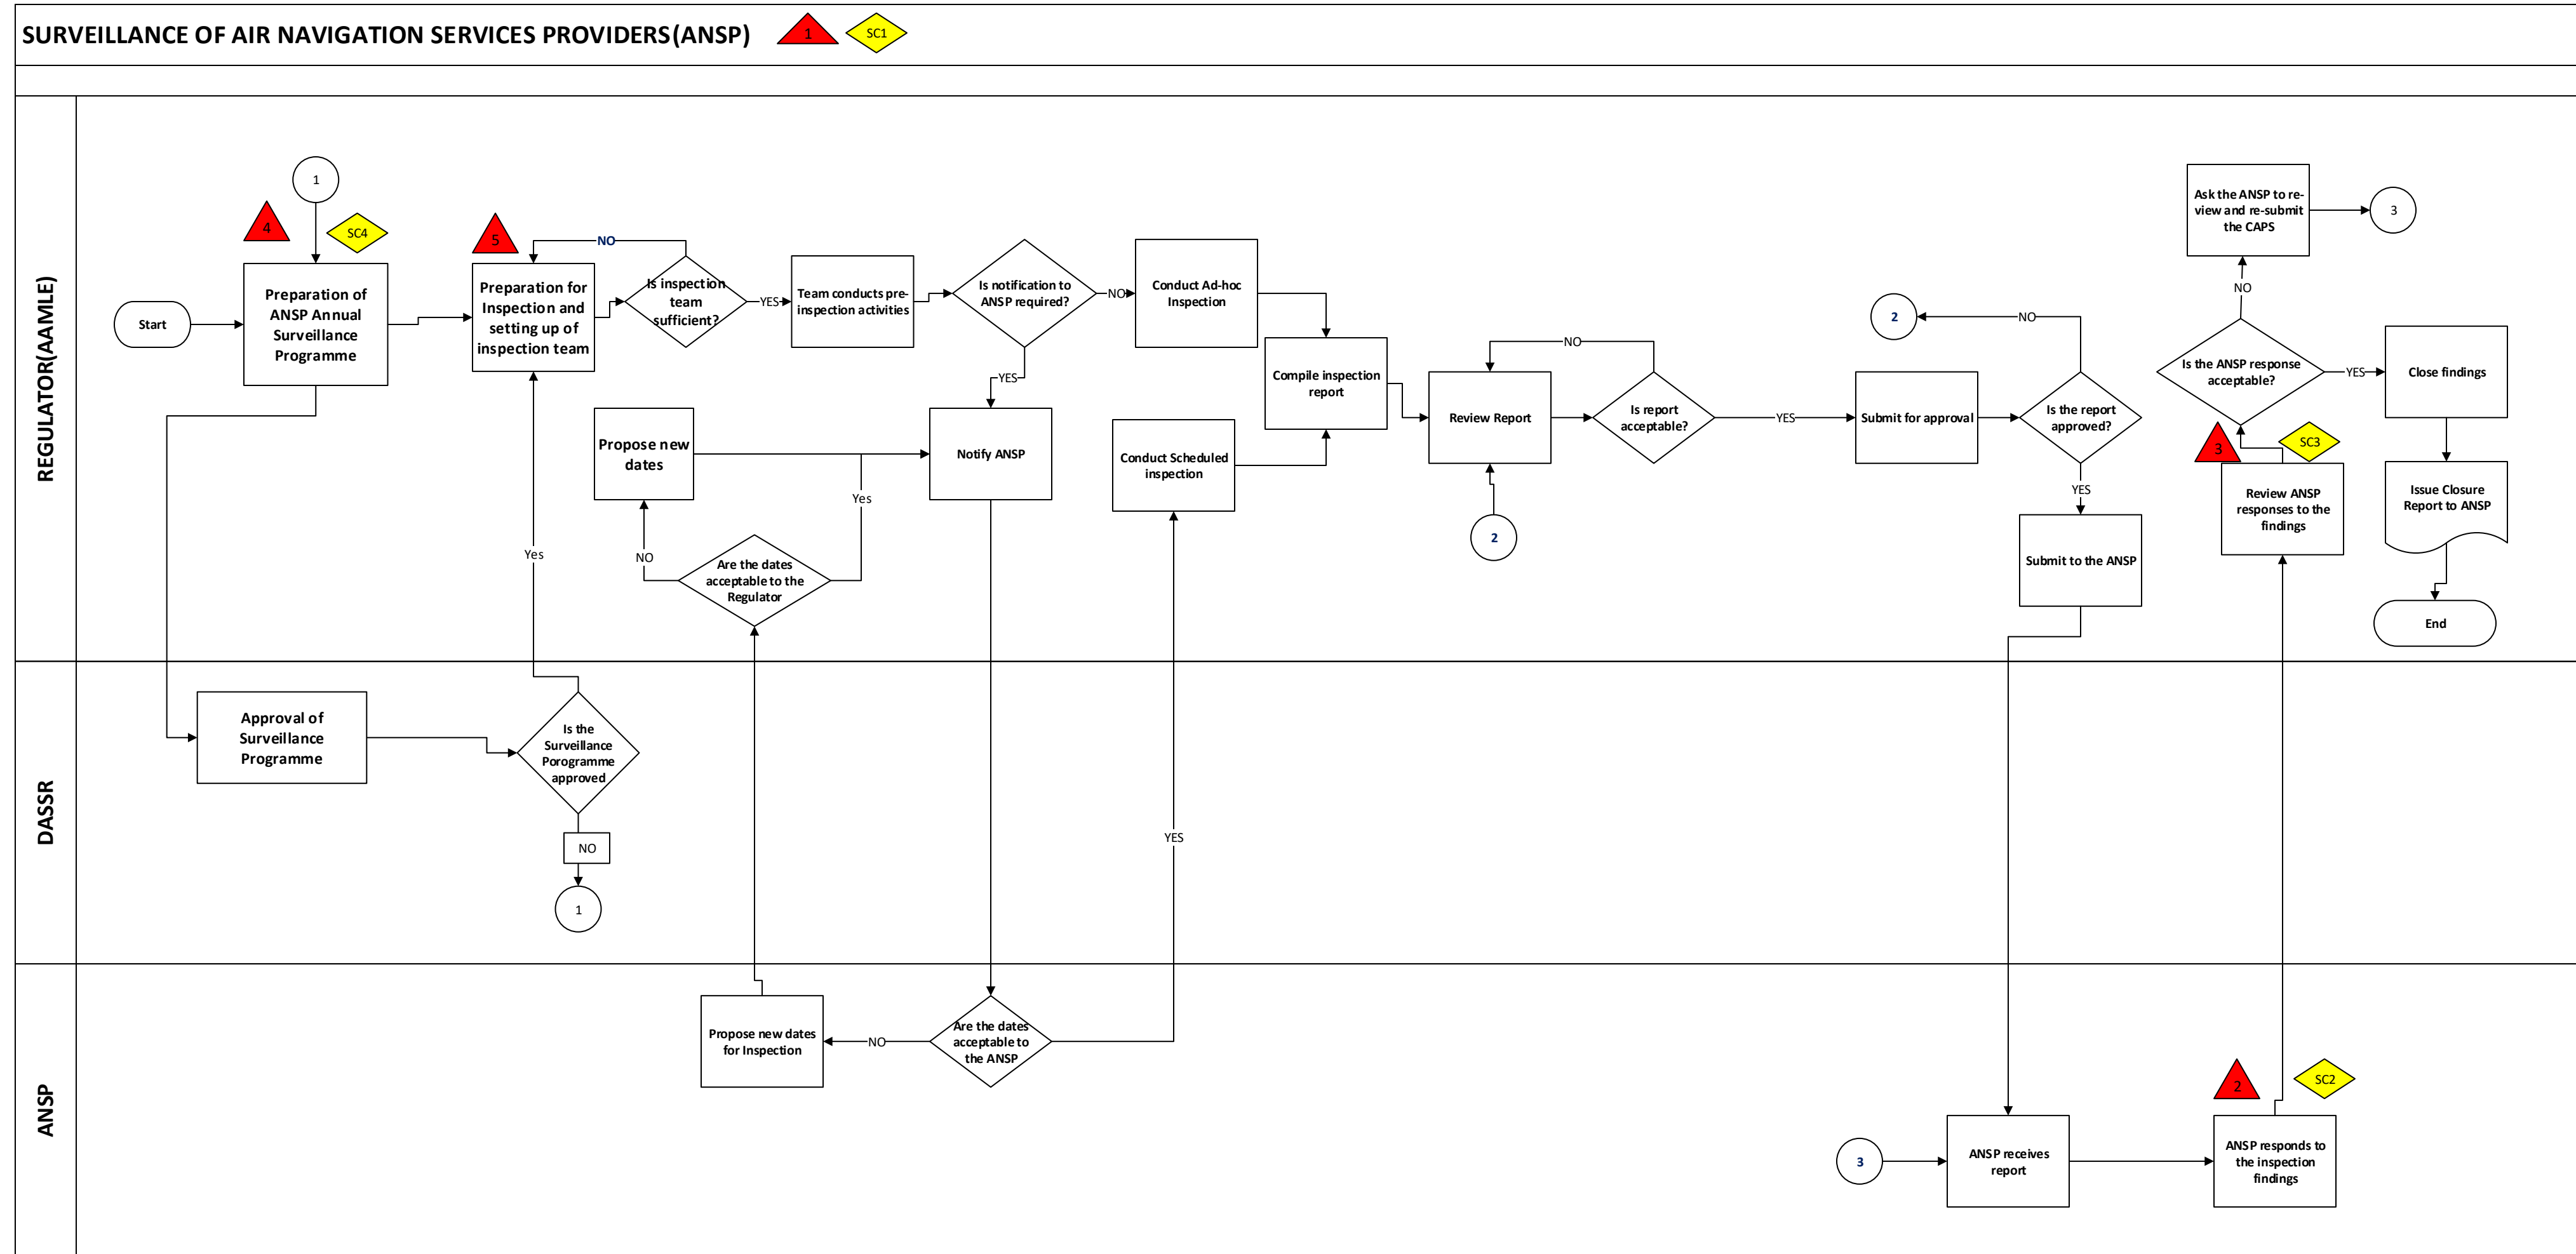 SURVEILLANCE OF AIR NAVIGATION SERVICES PROVIDERS(ANSP)
1
SC1
REGULATOR(AAMLE)
Start
1
4
SC4
Preparation of
ANSP Annual
Surveillance
Programme
5
Preparation for
Inspection and
setting up of
inspection team
NO
Is inspection
team
sufficient?
YES
Team conducts pre-
inspection activities
Is notification to
ANSP required?
NO
YES
Conduct Ad-hoc
Inspection
Compile inspection
report
Propose new
dates
Notify ANSP
Yes
NO
Are the dates
acceptable to the
Regulator
Yes
Conduct Scheduled
inspection
Review Report
2
NO
Is report
acceptable?
YES
Submit for approval
2
NO
Is the report
approved?
YES
Submit to the ANSP
Ask the ANSP to re-
view and re-submit
the CAPS
3
NO
Is the ANSP response
acceptable?
YES
Close findings
3
SC3
Review ANSP
responses to the
findings
Issue Closure
Report to ANSP
End
DASSR
Approval of
Surveillance
Programme
Is the
Surveillance
Porogramme
approved
NO
1
YES
ANSP
Propose new dates
for Inspection
NO
Are the dates
acceptable to
the ANSP
3
ANSP receives
report
2
SC2
ANSP responds to
the inspection
findings